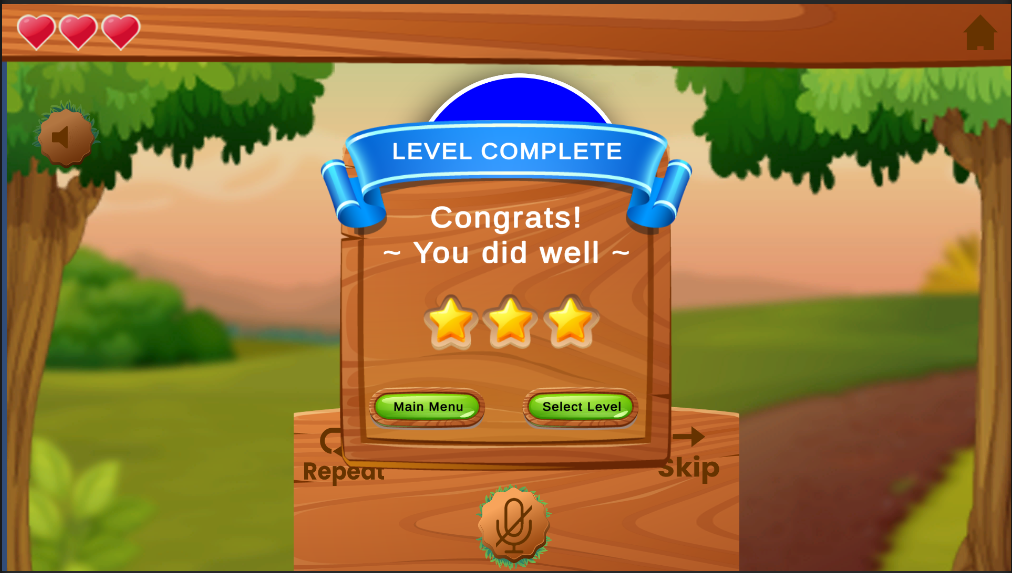 LEVEL COMPLETE
Congrats!
~ You did well ~
Main Menu
Select Level
Repeat
Skip